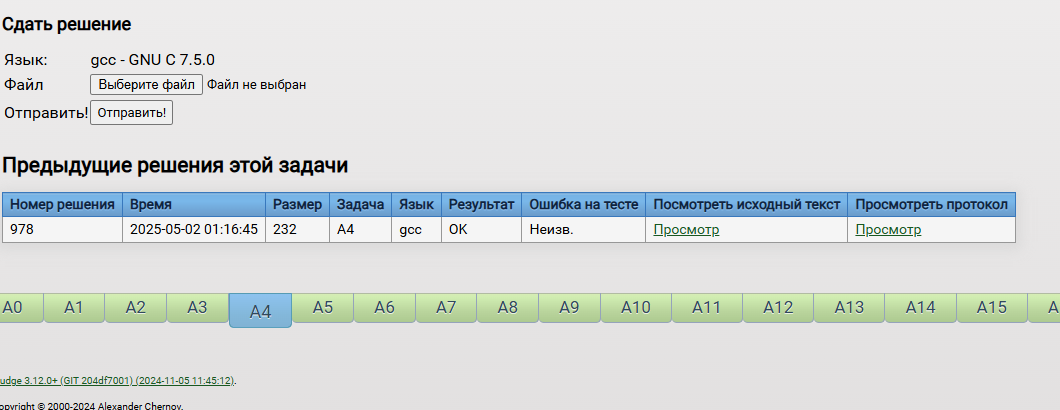 Сдать решение
Язык: gcc - GNU C 7.5.0
Файл Выберите файл Файл не выбран
Отправить! Отправить!
Предыдущие решения этой задачи
Номер решения Время Размер Задача Язык Результат Ошибка на тесте Посмотреть исходный текст Просмотреть протокол
978 2025-05-02 01:16:45 232 A4 gcc OK Неизв. Просмотр Просмотр
A0 A1 A2 A3 A4 A5 A6 A7 A8 A9 A10 A11 A12 A13 A14 A15 A
udge 3.12.0+ (GIT 204df7001) (2024-11-05 11:45:12).
opyright © 2000-2024 Alexander Chernov.